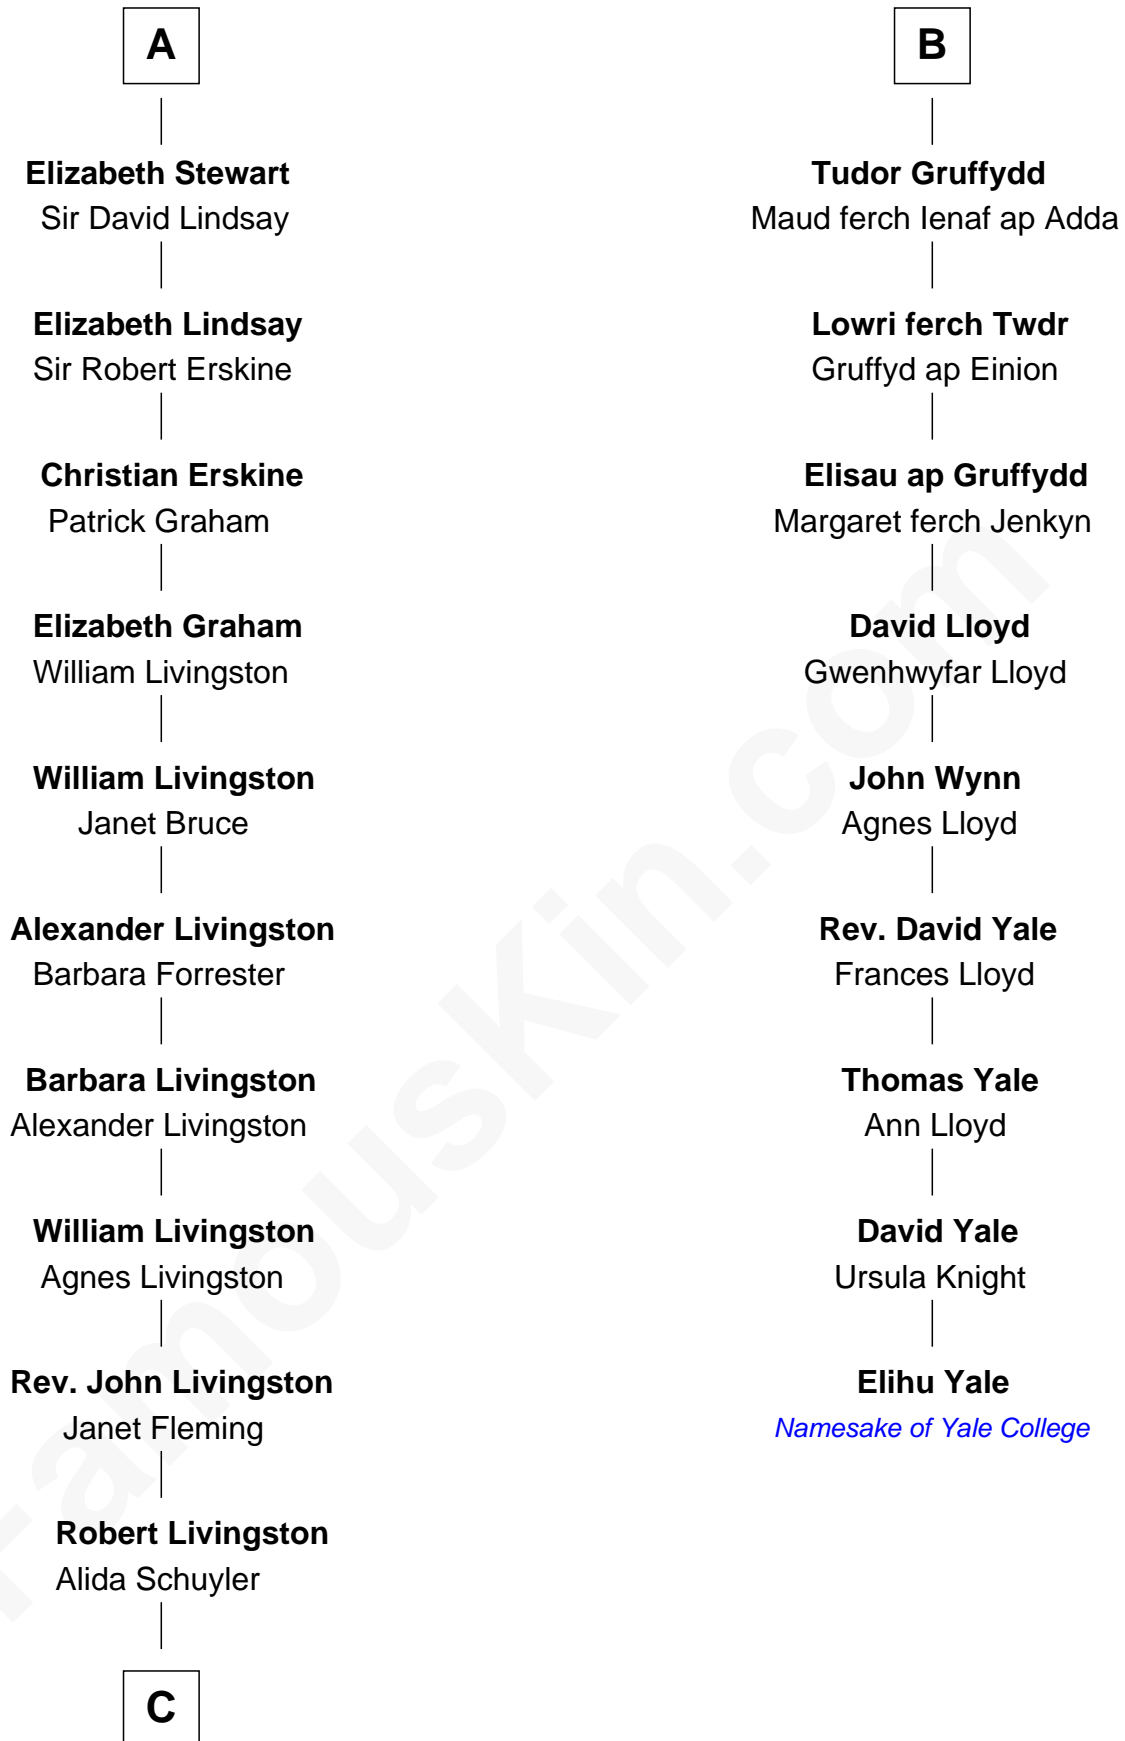 A
Elizabeth Stewart
Sir David Lindsay
Elizabeth Lindsay
Sir Robert Erskine
Christian Erskine
Patrick Graham
Elizabeth Graham
William Livingston
William Livingston
Janet Bruce
Alexander Livingston
Barbara Forrester
Barbara Livingston
Alexander Livingston
William Livingston
Agnes Livingston
Rev. John Livingston
Janet Fleming
Robert Livingston
Alida Schuyler
C
B
Tudor Gruffydd
Maud ferch Ienaf ap Adda
Lowri ferch Twdr
Gruffyd ap Einion
Elisau ap Gruffydd
Margaret ferch Jenkyn
David Lloyd
Gwenhwyfar Lloyd
John Wynn
Agnes Lloyd
Rev. David Yale
Frances Lloyd
Thomas Yale
Ann Lloyd
David Yale
Ursula Knight
Elihu Yale
Namesake of Yale College
FamousKin.com